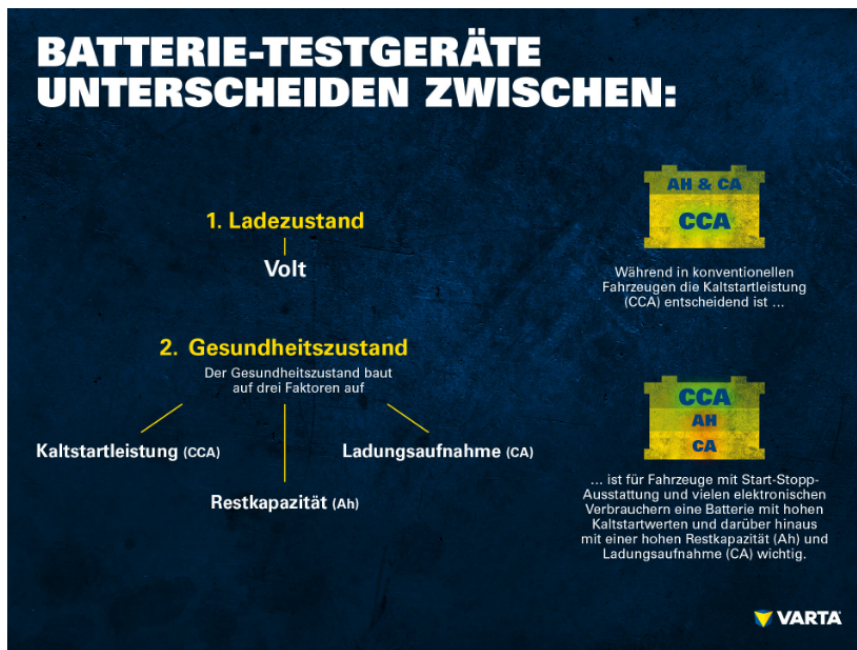 BATTERIE-TESTGERÄTE
UNTERSCHEIDEN ZWISCHEN:
1. Ladezustand
Volt
2. Gesundheitszustand
Der Gesundheitszustand baut
auf drei Faktoren auf
Kaltstartleistung (CCA)
Ladungsaufnahme (CA)
Restkapazität (Ah)
AH & CA
CCA
Während in konventionellen
Fahrzeugen die Kaltstartleistung
(CCA) entscheidend ist ...
CCA
AH
CA
... ist für Fahrzeuge mit Start-Stopp-
Ausstattung und vielen elektronischen
Verbrauchern eine Batterie mit hohen
Kaltstartwerten und darüber hinaus
mit einer hohen Restkapazität (Ah) und
Ladungsaufnahme (CA) wichtig.
VARTA